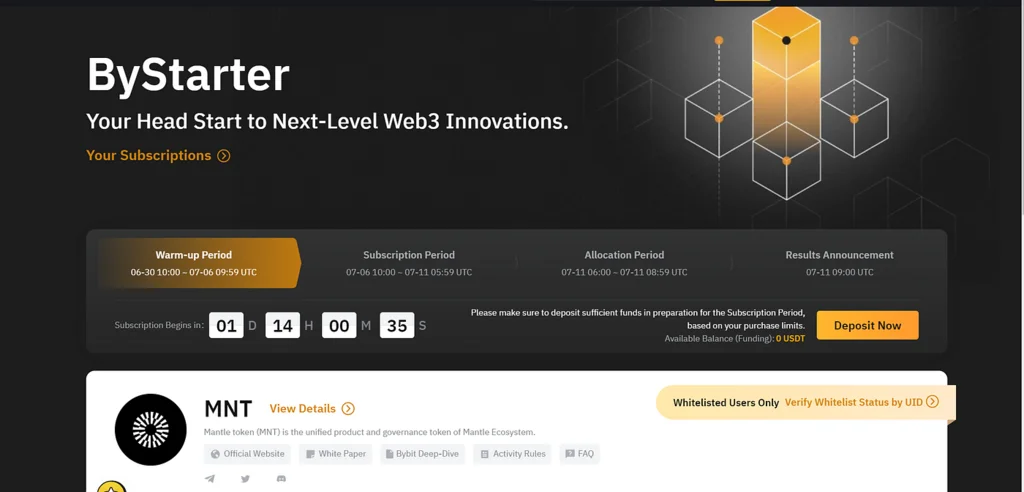 ByStarter
Your Head Start to Next-Level Web3 Innovations.
Your Subscriptions
Warm-up Period
06-30 10:00 – 07-06 09:59 UTC
Subscription Period
07-06 10:00 – 07-11 05:59 UTC
Allocation Period
07-11 06:00 – 07-11 08:59 UTC
Results Announcement
07-11 09:00 UTC
Subscription Begins in: 01 D 14 H 00 M 35 S
Please make sure to deposit sufficient funds in preparation for the Subscription Period,
based on your purchase limits.
Available Balance (Funding): 0 USDT
Deposit Now
MNT View Details
Whitelisted Users Only Verify Whitelist Status by UID
Mantle token (MNT) is the unified product and governance token of Mantle Ecosystem.
Official Website White Paper Bybit Deep-Dive Activity Rules FAQ